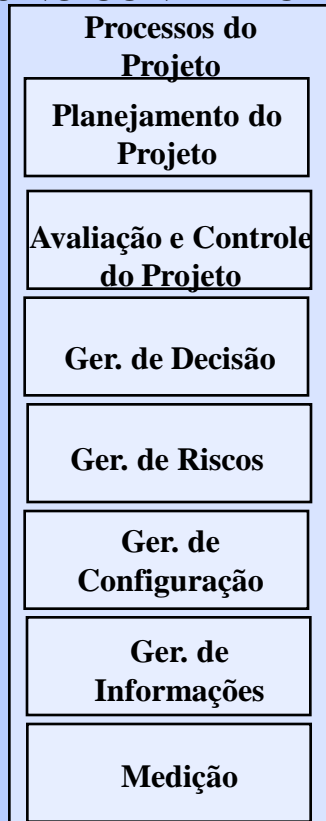 Processos do
Projeto
Planejamento do
Projeto
Avaliação e Controle
do Projeto
Ger. de Decisão
Ger. de Riscos
Ger. de
Configuração
Ger. de
Informações
Medição